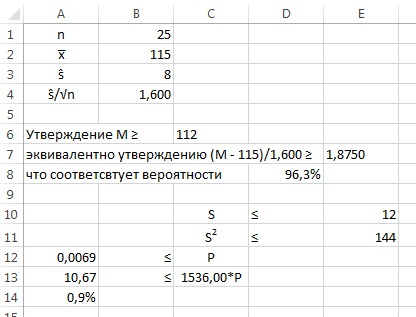 A B C D E
1 n 25
2 x̅ 115
3 ŝ 8
4 ŝ/√n 1,600
5
6 Утверждение M ≥ 112
7 эквивалентно утверждению (M - 115)/1,600 ≥ 1,8750
8 что соответсвтует вероятности 96,3%
9
10 S ≤ 12
11 S² ≤ 144
12 0,0069 ≤ P
13 10,67 ≤ 1536,00*P
14 0,9%
15